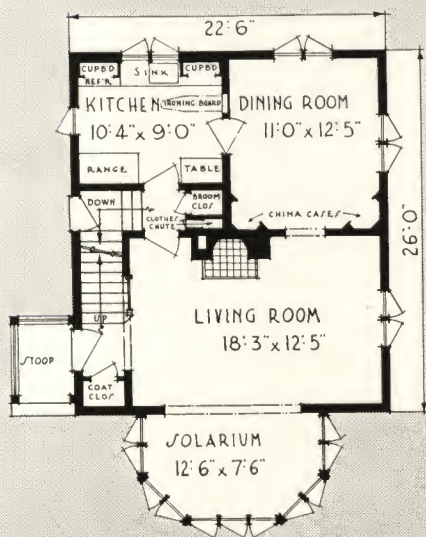 22'-6"
CUPB'D
REF'R
SINK
CUPB'D
KITCHEN
IRONING BOARD
10'-4" x 9'-0"
DINING ROOM
11'-0" x 12'-5"
RANGE
TABLE
DOWN
BROOM
CLOS
CLOTHES
CHUTE
CHINA CASES
26'-0"
UP
LIVING ROOM
18'-3" x 12'-5"
STOOP
COAT
CLOS
SOLARIUM
12'-6" x 7'-6"